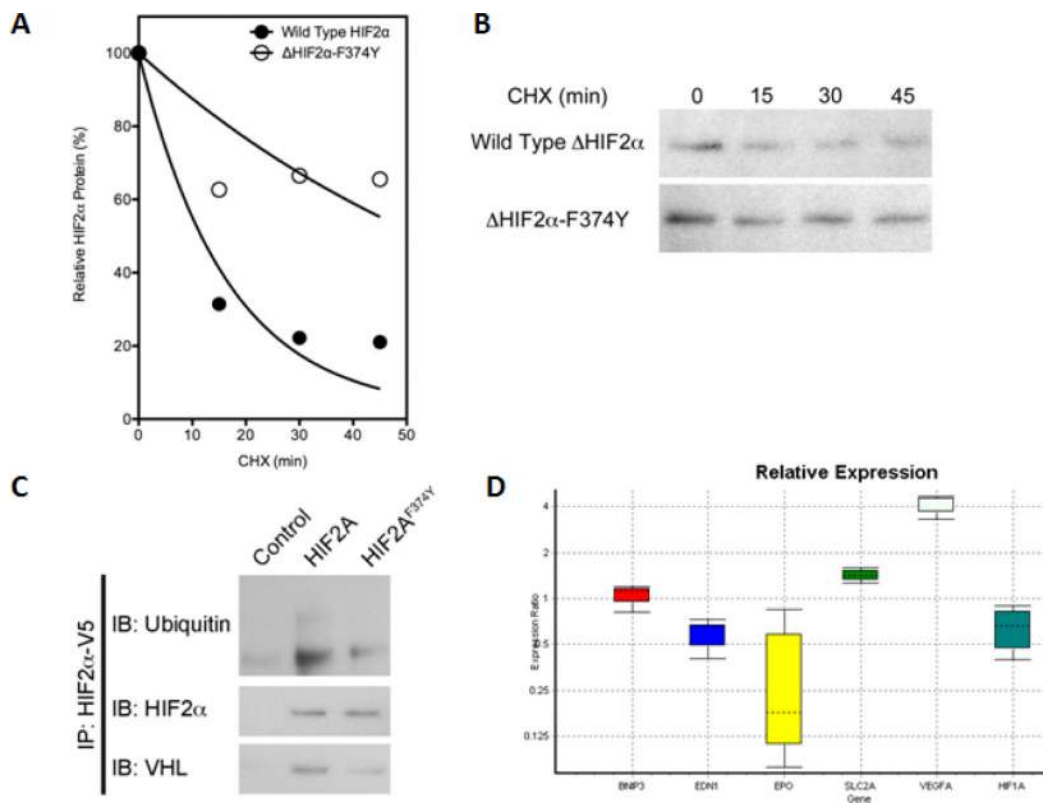 A
Wild Type HIF2α
ΔHIF2α-F374Y
100
80
60
40
20
0
Relative HIF2α Protein (%)
0 10 20 30 40 50
CHX (min)
B
CHX (min) 0 15 30 45
Wild Type ΔHIF2α
ΔHIF2α-F374Y
C
Control HIF2A HIF2A^F374Y
IP: HIF2α-V5
IB: Ubiquitin
IB: HIF2α
IB: VHL
D
Relative Expression
4
2
1
0.5
0.25
0.125
Expression Ratio
BNIP3 EDN1 EPO SLC2A VEGFA HIF1A
Gene